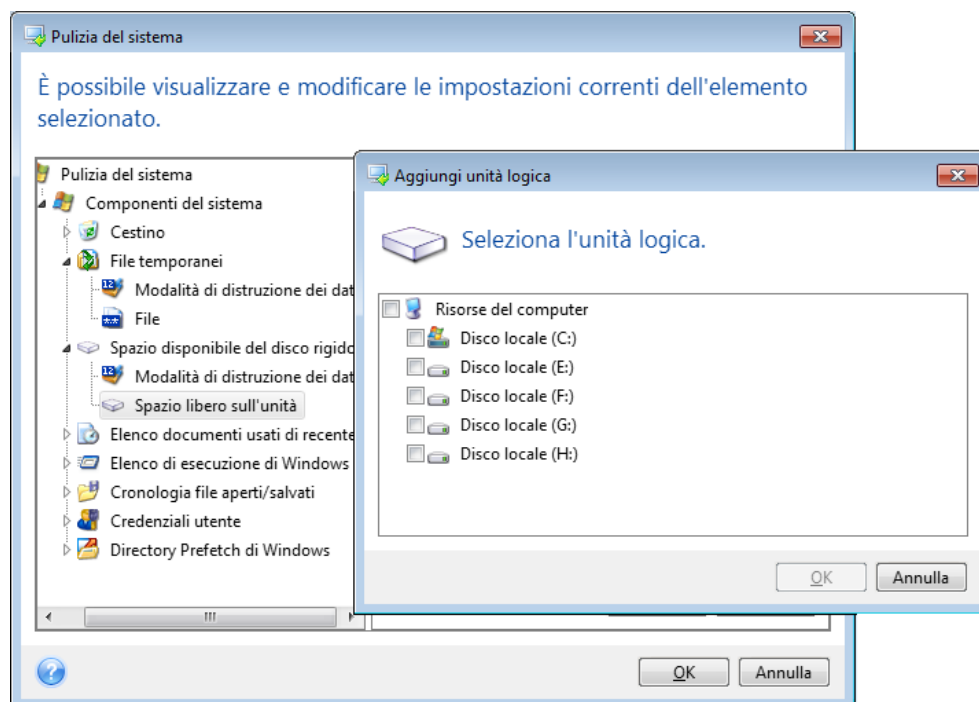 Pulizia del sistema
È possibile visualizzare e modificare le impostazioni correnti dell'elemento
selezionato.
Pulizia del sistema
Componenti del sistema
Cestino
File temporanei
Modalità di distruzione dei dat
File
Spazio disponibile del disco rigido
Modalità di distruzione dei dat
Spazio libero sull'unità
Elenco documenti usati di recente
Elenco di esecuzione di Windows
Cronologia file aperti/salvati
Credenziali utente
Directory Prefetch di Windows
Aggiungi unità logica
Seleziona l'unità logica.
Risorse del computer
Disco locale (C:)
Disco locale (E:)
Disco locale (F:)
Disco locale (G:)
Disco locale (H:)
OK Annulla
OK Annulla